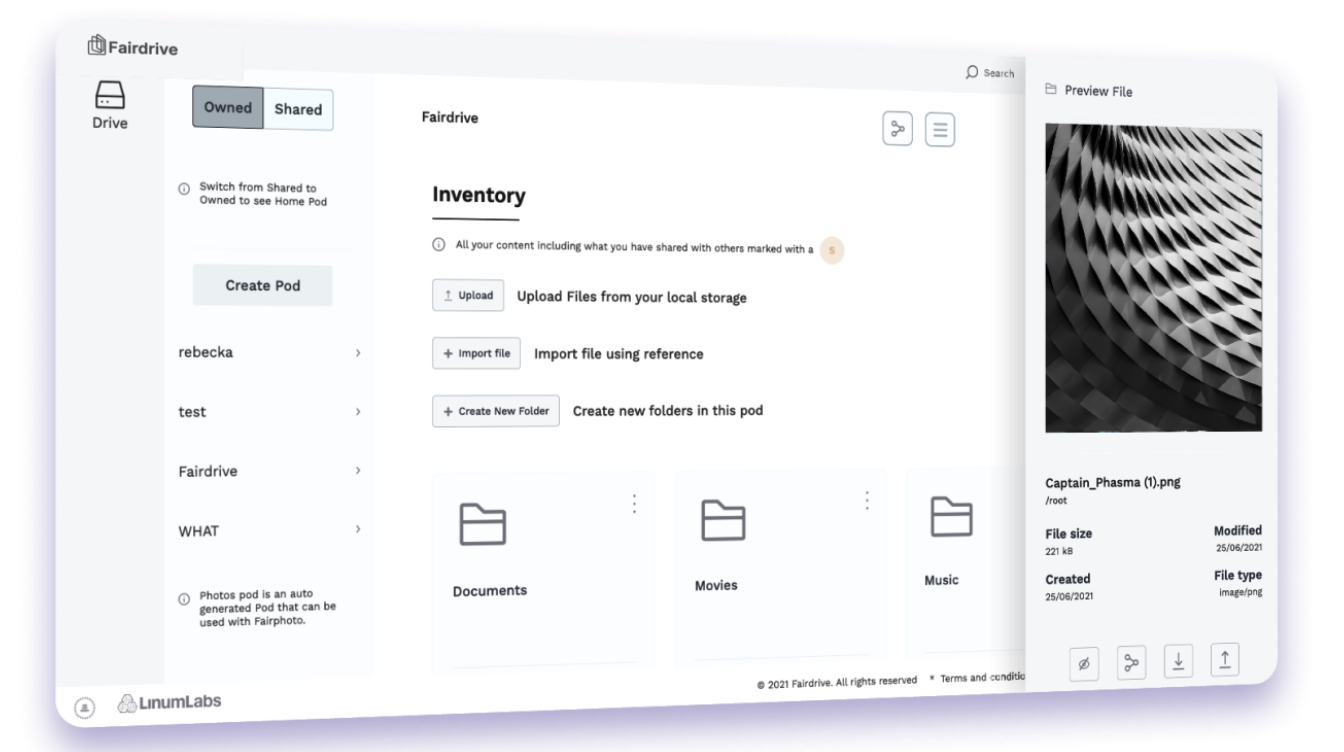 Fairdrive
Search
Drive
Owned
Shared
Switch from Shared to
Owned to see Home Pod
Create Pod
rebecka
test
Fairdrive
WHAT
Photos pod is an auto
generated Pod that can be
used with Fairphoto.
Fairdrive
Inventory
All your content including what you have shared with others marked with a S
Upload Upload Files from your local storage
+ Import file Import file using reference
+ Create New Folder Create new folders in this pod
Documents
Movies
Music
Preview File
Captain_Phasma (1).png
/root
File size Modified
221 kB 25/06/2021
Created File type
25/06/2021 image/png
LinumLabs
© 2021 Fairdrive. All rights reserved * Terms and conditio